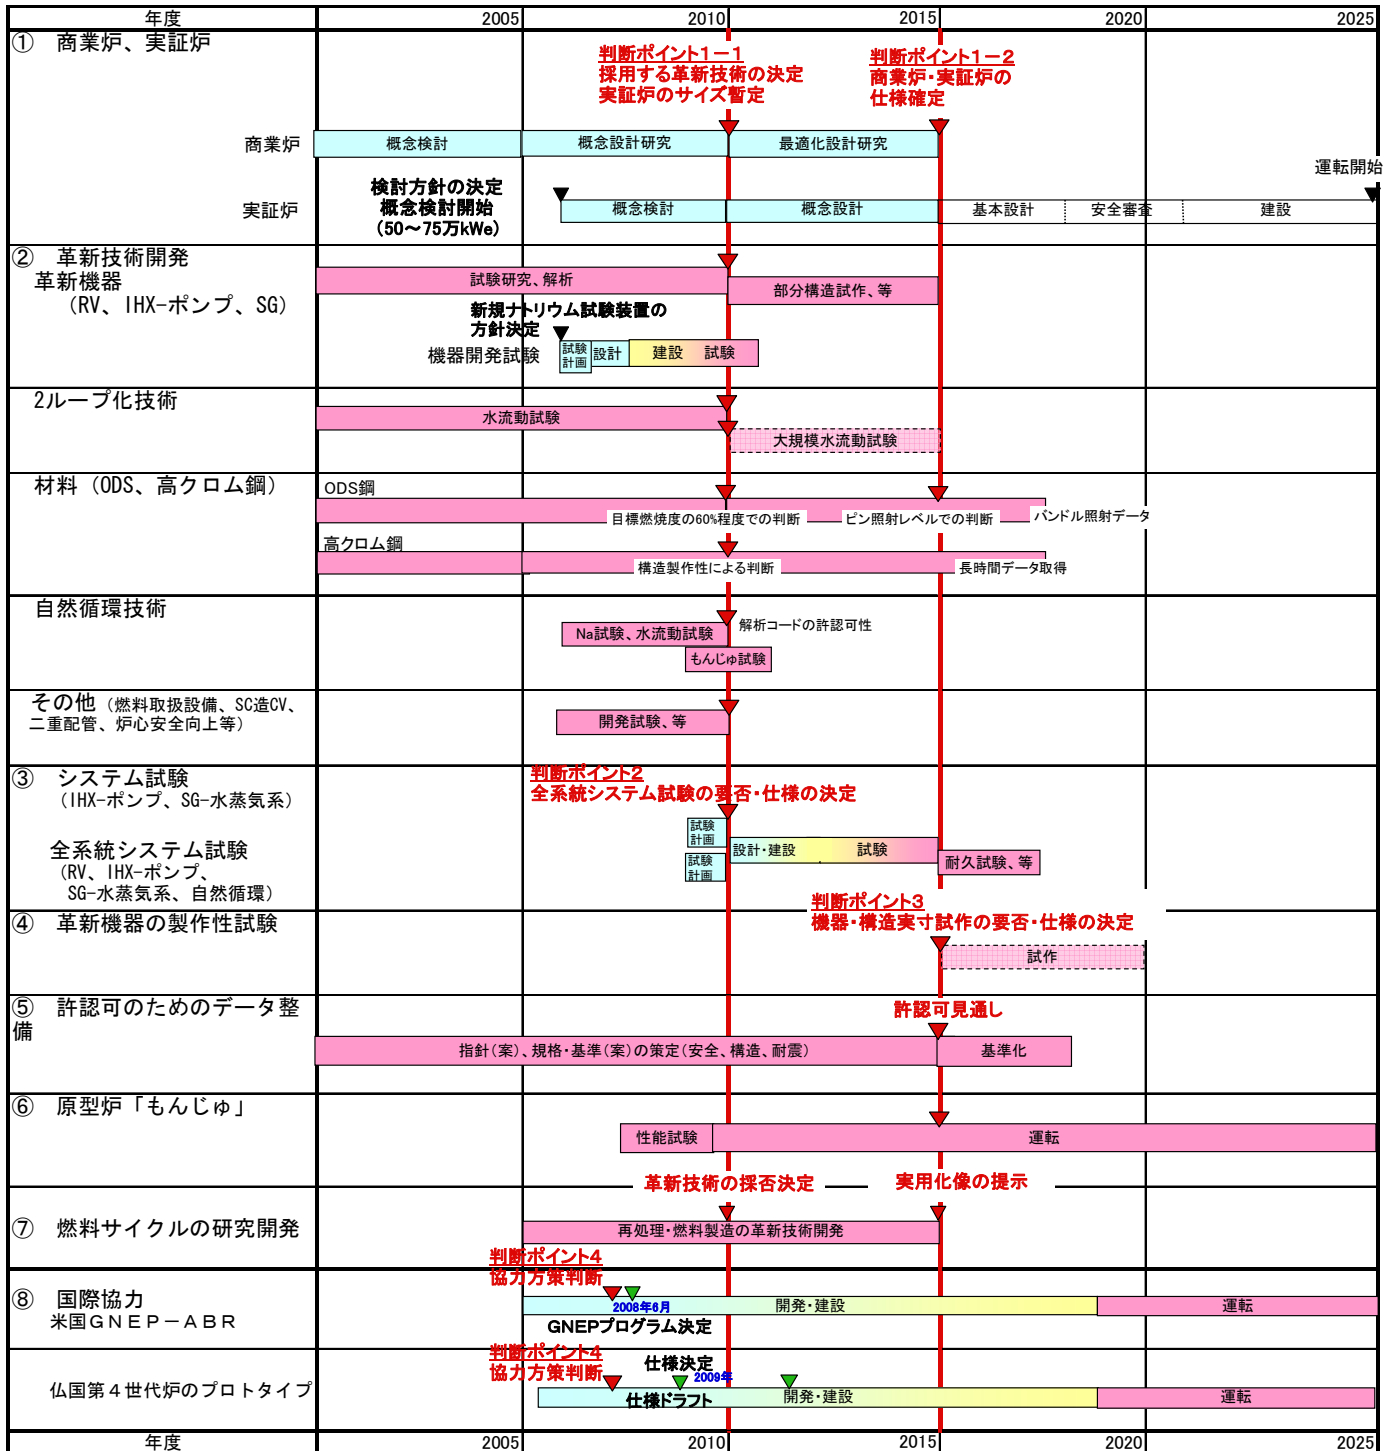 年度 2005 2010 2015 2020 2025
① 商業炉、実証炉
判断ポイント1－1
採用する革新技術の決定
実証炉のサイズ暫定
判断ポイント1－2
商業炉・実証炉の
仕様確定
商業炉 概念検討 概念設計研究 最適化設計研究
運転開始
検討方針の決定
概念検討開始
(50～75万kWe)
実証炉 概念検討 概念設計 基本設計 安全審査 建設
② 革新技術開発
革新機器
（RV、IHX-ポンプ、SG）
試験研究、解析
部分構造試作、等
新規ナトリウム試験装置の
方針決定
機器開発試験 試験計画 設計 建設 試験
2ループ化技術
水流動試験
大規模水流動試験
材料（ODS、高クロム鋼）
ODS鋼
目標燃焼度の60%程度での判断 ピン照射レベルでの判断 バンドル照射データ
高クロム鋼
構造製作性による判断 長時間データ取得
自然循環技術
Na試験、水流動試験 解析コードの許認可性
もんじゅ試験
その他（燃料取扱設備、SC造CV、
二重配管、炉心安全向上等）
開発試験、等
③ システム試験
（IHX-ポンプ、SG-水蒸気系）
判断ポイント2
全系統システム試験の要否・仕様の決定
試験
計画
全系統システム試験
（RV、IHX-ポンプ、
SG-水蒸気系、自然循環）
設計・建設 試験
試験
計画
耐久試験、等
判断ポイント3
機器・構造実寸試作の要否・仕様の決定
④ 革新機器の製作性試験
試作
⑤ 許認可のためのデータ整
備
許認可見通し
指針(案)、規格・基準(案)の策定(安全、構造、耐震) 基準化
⑥ 原型炉「もんじゅ」
性能試験 運転
革新技術の採否決定 実用化像の提示
⑦ 燃料サイクルの研究開発
再処理・燃料製造の革新技術開発
判断ポイント4
協力方策判断
⑧ 国際協力
米国ＧＮＥＰ－ＡＢＲ
2008年6月 開発・建設 運転
GNEPプログラム決定
判断ポイント4
協力方策判断
仕様決定
2009年
仏国第４世代炉のプロトタイプ
仕様ドラフト 開発・建設 運転
年度 2005 2010 2015 2020 2025